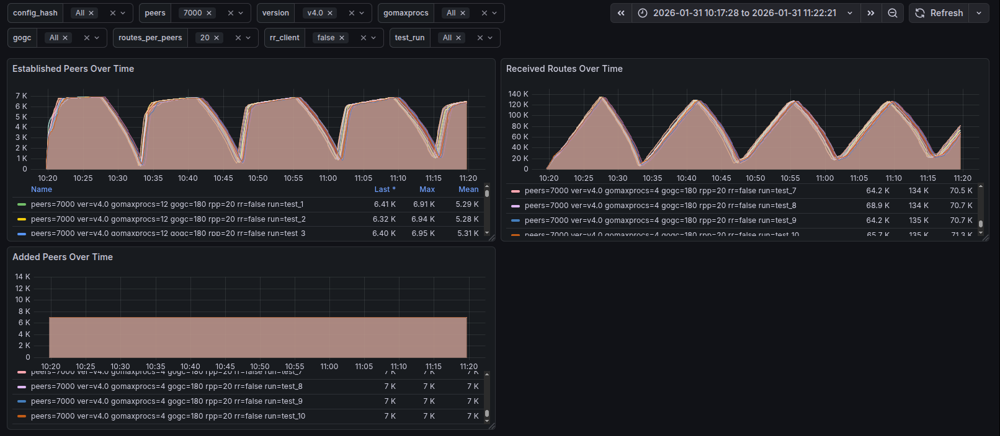 config_hash All peers 7000 version v4.0 gomaxprocs All 2026-01-31 10:17:28 to 2026-01-31 11:22:21 Refresh
gogc All routes_per_peers 20 rr_client false test_run All
Established Peers Over Time
7 K
6 K
5 K
4 K
3 K
2 K
1 K
0
10:20 10:25 10:30 10:35 10:40 10:45 10:50 10:55 11:00 11:05 11:10 11:15 11:20
Name Last * Max Mean
peers=7000 ver=v4.0 gomaxprocs=12 gogc=180 rpp=20 rr=false run=test_1 6.41 K 6.91 K 5.29 K
peers=7000 ver=v4.0 gomaxprocs=12 gogc=180 rpp=20 rr=false run=test_2 6.32 K 6.94 K 5.28 K
peers=7000 ver=v4.0 gomaxprocs=12 gogc=180 rpp=20 rr=false run=test_3 6.40 K 6.95 K 5.31 K
Received Routes Over Time
140 K
120 K
100 K
80 K
60 K
40 K
20 K
0
10:20 10:25 10:30 10:35 10:40 10:45 10:50 10:55 11:00 11:05 11:10 11:15 11:20
peers=7000 ver=v4.0 gomaxprocs=4 gogc=180 rpp=20 rr=false run=test_7 64.2 K 134 K 70.5 K
peers=7000 ver=v4.0 gomaxprocs=4 gogc=180 rpp=20 rr=false run=test_8 68.9 K 134 K 70.7 K
peers=7000 ver=v4.0 gomaxprocs=4 gogc=180 rpp=20 rr=false run=test_9 64.2 K 135 K 70.7 K
peers=7000 ver=v4.0 gomaxprocs=4 gogc=180 rpp=20 rr=false run=test_10 65.7 K 135 K 71.3 K
Added Peers Over Time
14 K
12 K
10 K
8 K
6 K
4 K
2 K
0
10:20 10:25 10:30 10:35 10:40 10:45 10:50 10:55 11:00 11:05 11:10 11:15 11:20
peers=7000 ver=v4.0 gomaxprocs=4 gogc=180 rpp=20 rr=false run=test_7 7 K 7 K 7 K
peers=7000 ver=v4.0 gomaxprocs=4 gogc=180 rpp=20 rr=false run=test_8 7 K 7 K 7 K
peers=7000 ver=v4.0 gomaxprocs=4 gogc=180 rpp=20 rr=false run=test_9 7 K 7 K 7 K
peers=7000 ver=v4.0 gomaxprocs=4 gogc=180 rpp=20 rr=false run=test_10 7 K 7 K 7 K